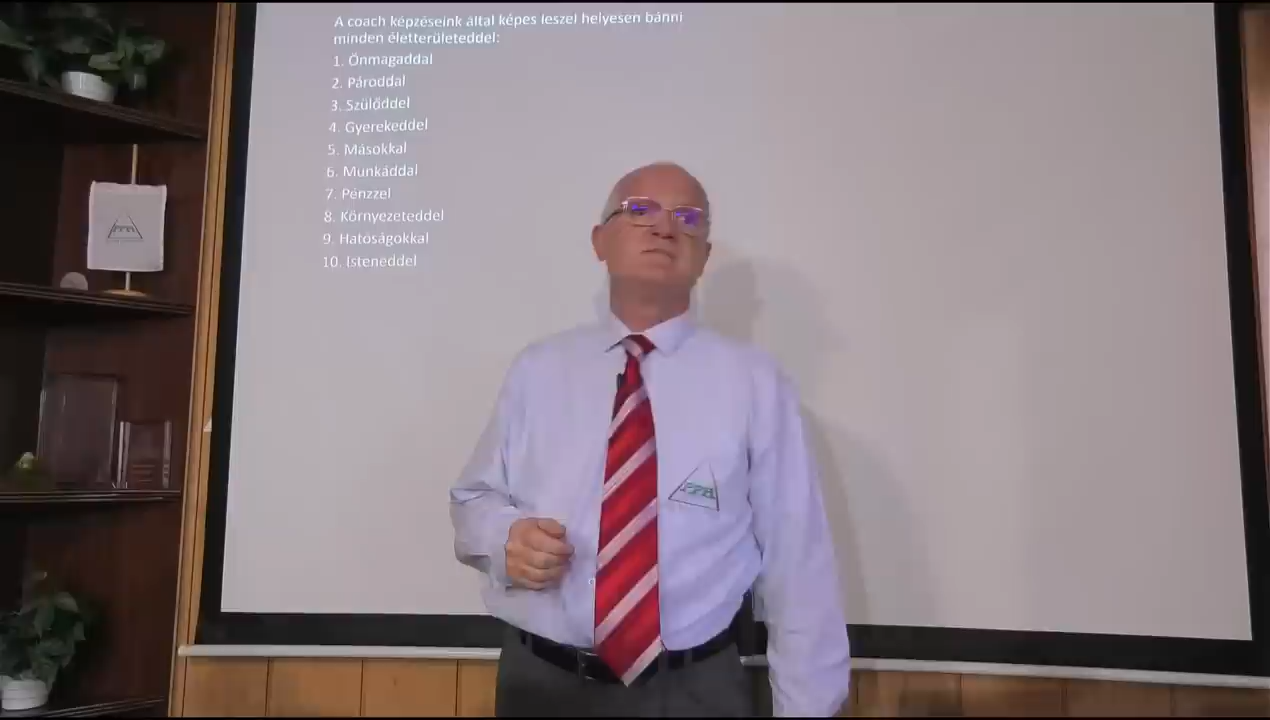 A coach képzéseink által képes leszel helyesen bánni
minden életterületeddel:
1. Önmagaddal
2. Pároddal
3. Szülőddel
4. Gyerekeddel
5. Másokkal
6. Munkáddal
7. Pénzzel
8. Környezeteddel
9. Hatóságokkal
10. Isteneddel
PPH